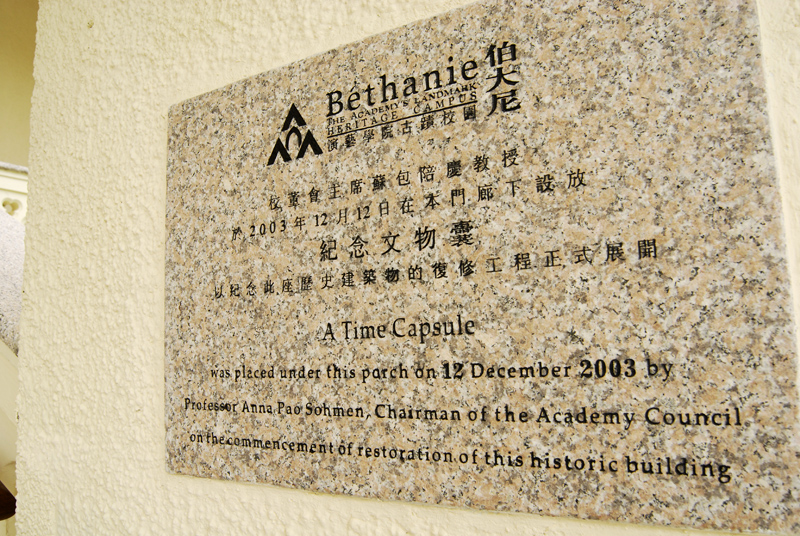 Béthanie
THE ACADEMY'S LANDMARK
HERITAGE CAMPUS
演藝學院古蹟校園
伯大尼
校董會主席蘇包陪慶教授
於2003年12月12日在本門廊下設放
紀念文物囊
以紀念此座歷史建築物的復修工程正式展開
A Time Capsule
was placed under this porch on 12 December 2003 by
Professor Anna Pao Sohmen, Chairman of the Academy Council
on the commencement of restoration of this historic building